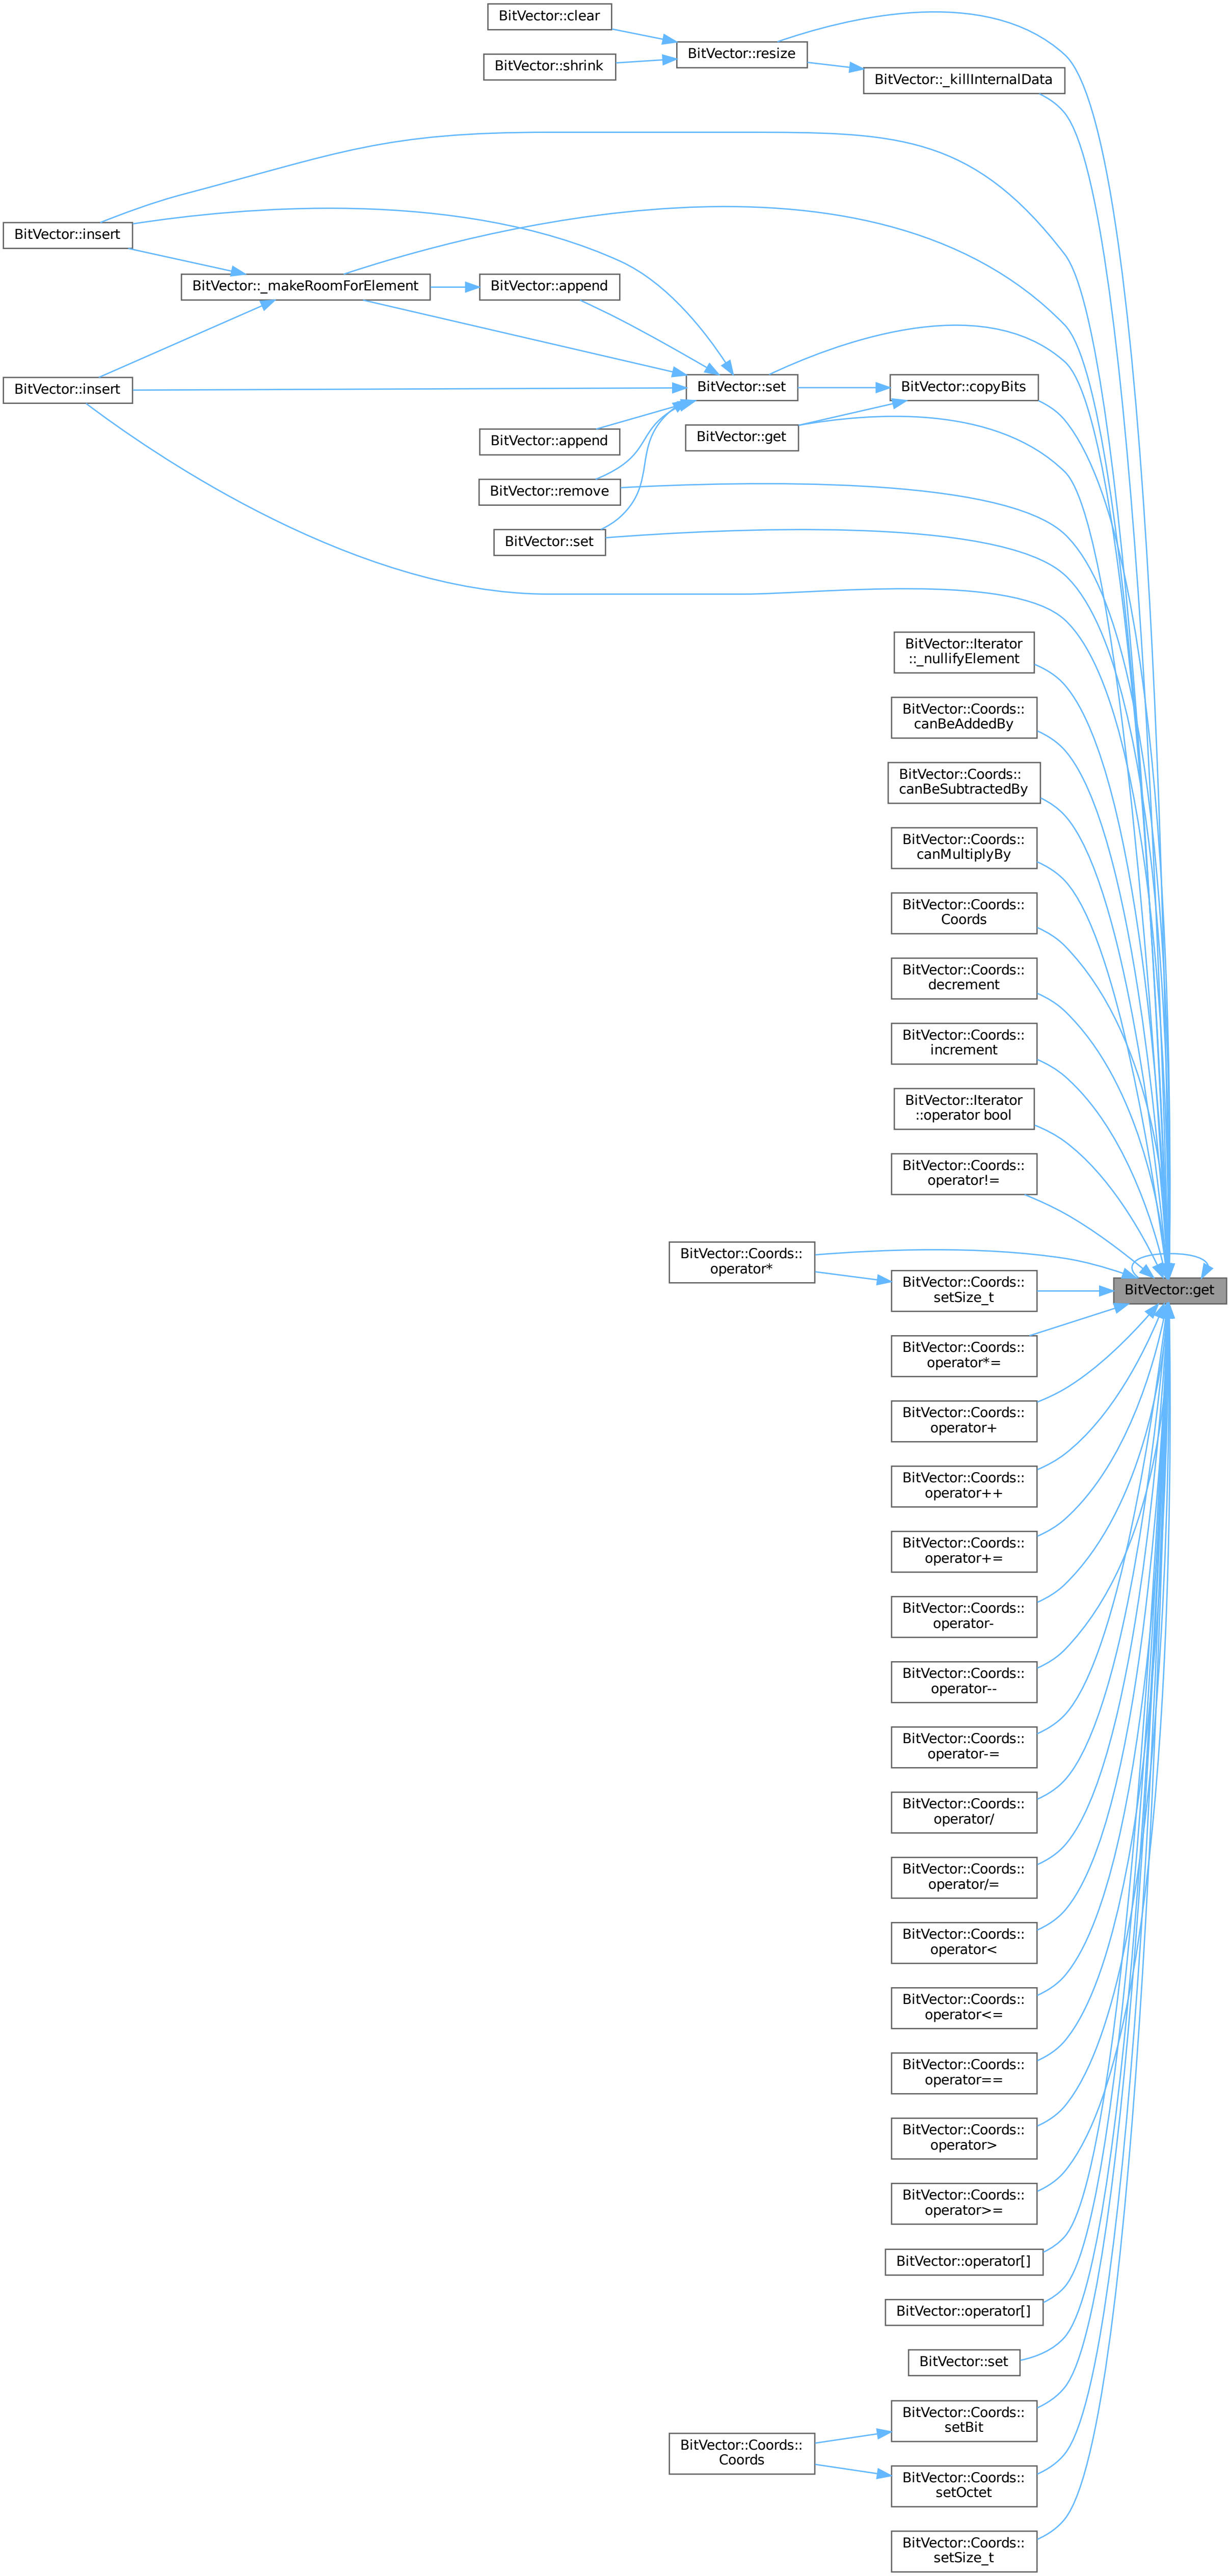 BitVector::clear
BitVector::resize
BitVector::shrink
BitVector::_killInternalData
BitVector::insert
BitVector::_makeRoomForElement
BitVector::append
BitVector::insert
BitVector::set
BitVector::copyBits
BitVector::append
BitVector::get
BitVector::remove
BitVector::set
BitVector::Iterator
::_nullifyElement
BitVector::Coords::
canBeAddedBy
BitVector::Coords::
canBeSubtractedBy
BitVector::Coords::
canMultiplyBy
BitVector::Coords::
Coords
BitVector::Coords::
decrement
BitVector::Coords::
increment
BitVector::Iterator
::operator bool
BitVector::Coords::
operator!=
BitVector::Coords::
operator*
BitVector::Coords::
setSize_t
BitVector::get
BitVector::Coords::
operator*=
BitVector::Coords::
operator+
BitVector::Coords::
operator++
BitVector::Coords::
operator+=
BitVector::Coords::
operator-
BitVector::Coords::
operator--
BitVector::Coords::
operator-=
BitVector::Coords::
operator/
BitVector::Coords::
operator/=
BitVector::Coords::
operator<
BitVector::Coords::
operator<=
BitVector::Coords::
operator==
BitVector::Coords::
operator>
BitVector::Coords::
operator>=
BitVector::operator[]
BitVector::operator[]
BitVector::set
BitVector::Coords::
setBit
BitVector::Coords::
Coords
BitVector::Coords::
setOctet
BitVector::Coords::
setSize_t